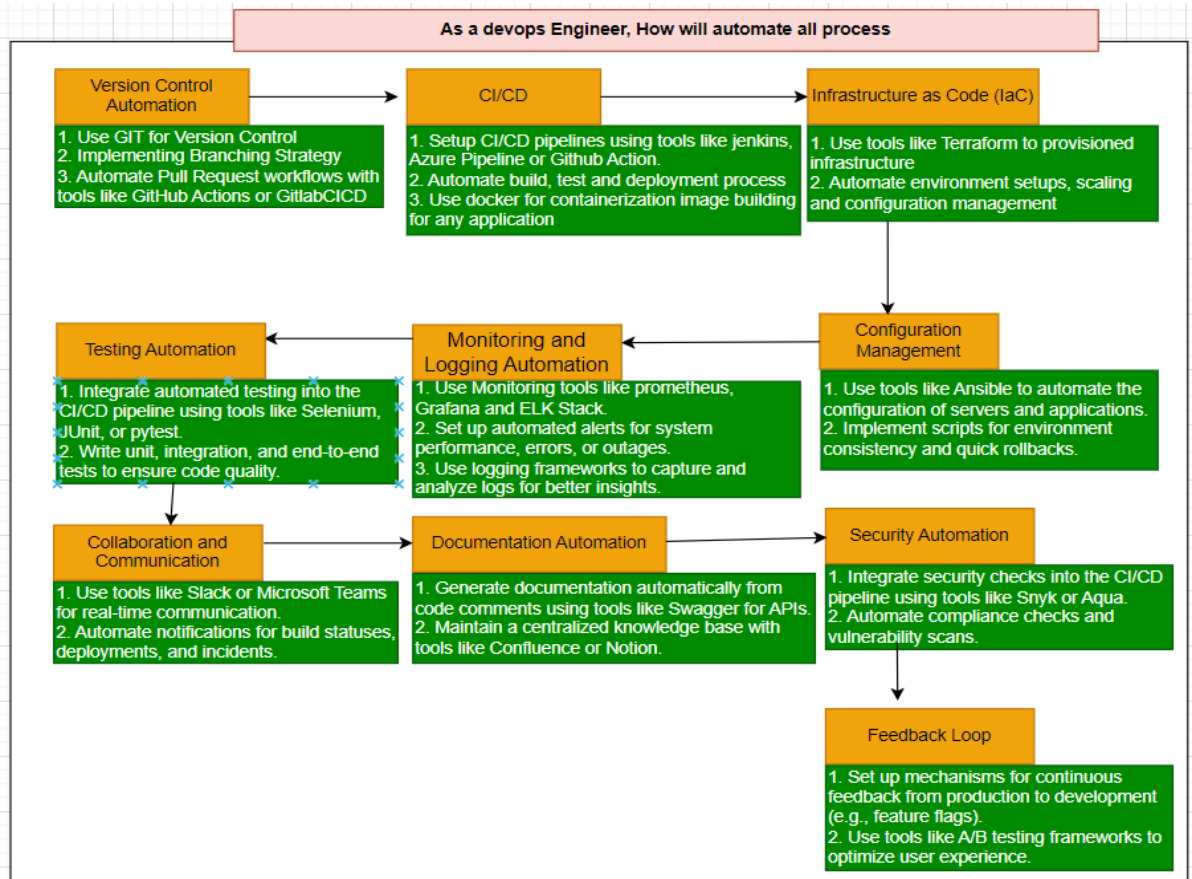 As a devops Engineer, How will automate all process
Version Control
Automation
1. Use GIT for Version Control
2. Implementing Branching Strategy
3. Automate Pull Request workflows with
tools like GitHub Actions or GitlabCICD
CI/CD
1. Setup CI/CD pipelines using tools like jenkins,
Azure Pipeline or Github Action.
2. Automate build, test and deployment process
3. Use docker for containerization image building
for any application
Infrastructure as Code (IaC)
1. Use tools like Terraform to provisioned
infrastructure
2. Automate environment setups, scaling
and configuration management
Configuration
Management
1. Use tools like Ansible to automate the
configuration of servers and applications.
2. Implement scripts for environment
consistency and quick rollbacks.
Monitoring and
Logging Automation
1. Use Monitoring tools like prometheus,
Grafana and ELK Stack.
2. Set up automated alerts for system
performance, errors, or outages.
3. Use logging frameworks to capture and
analyze logs for better insights.
Testing Automation
1. Integrate automated testing into the
CI/CD pipeline using tools like Selenium,
JUnit, or pytest.
2. Write unit, integration, and end-to-end
tests to ensure code quality.
Collaboration and
Communication
1. Use tools like Slack or Microsoft Teams
for real-time communication.
2. Automate notifications for build statuses,
deployments, and incidents.
Documentation Automation
1. Generate documentation automatically from
code comments using tools like Swagger for APIs.
2. Maintain a centralized knowledge base with
tools like Confluence or Notion.
Security Automation
1. Integrate security checks into the CI/CD
pipeline using tools like Snyk or Aqua.
2. Automate compliance checks and
vulnerability scans.
Feedback Loop
1. Set up mechanisms for continuous
feedback from production to development
(e.g., feature flags).
2. Use tools like A/B testing frameworks to
optimize user experience.